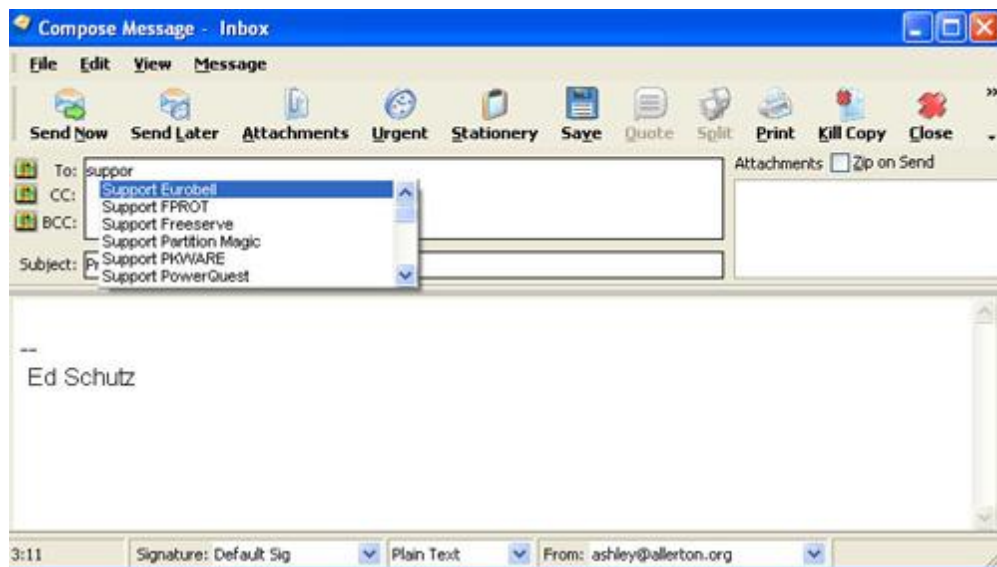 Compose Message - Inbox
File Edit View Message
Send Now Send Later Attachments Urgent Stationery Save Quote Split Print Kill Copy Close
To: suppor
Attachments Zip on Send
CC:
BCC:
Support Eurobell
Support FPROT
Support Freeserve
Support Partition Magic
Support PKWARE
Support PowerQuest
Subject:
--
Ed Schutz
3:11 Signature: Default Sig Plain Text From: ashley@allerton.org